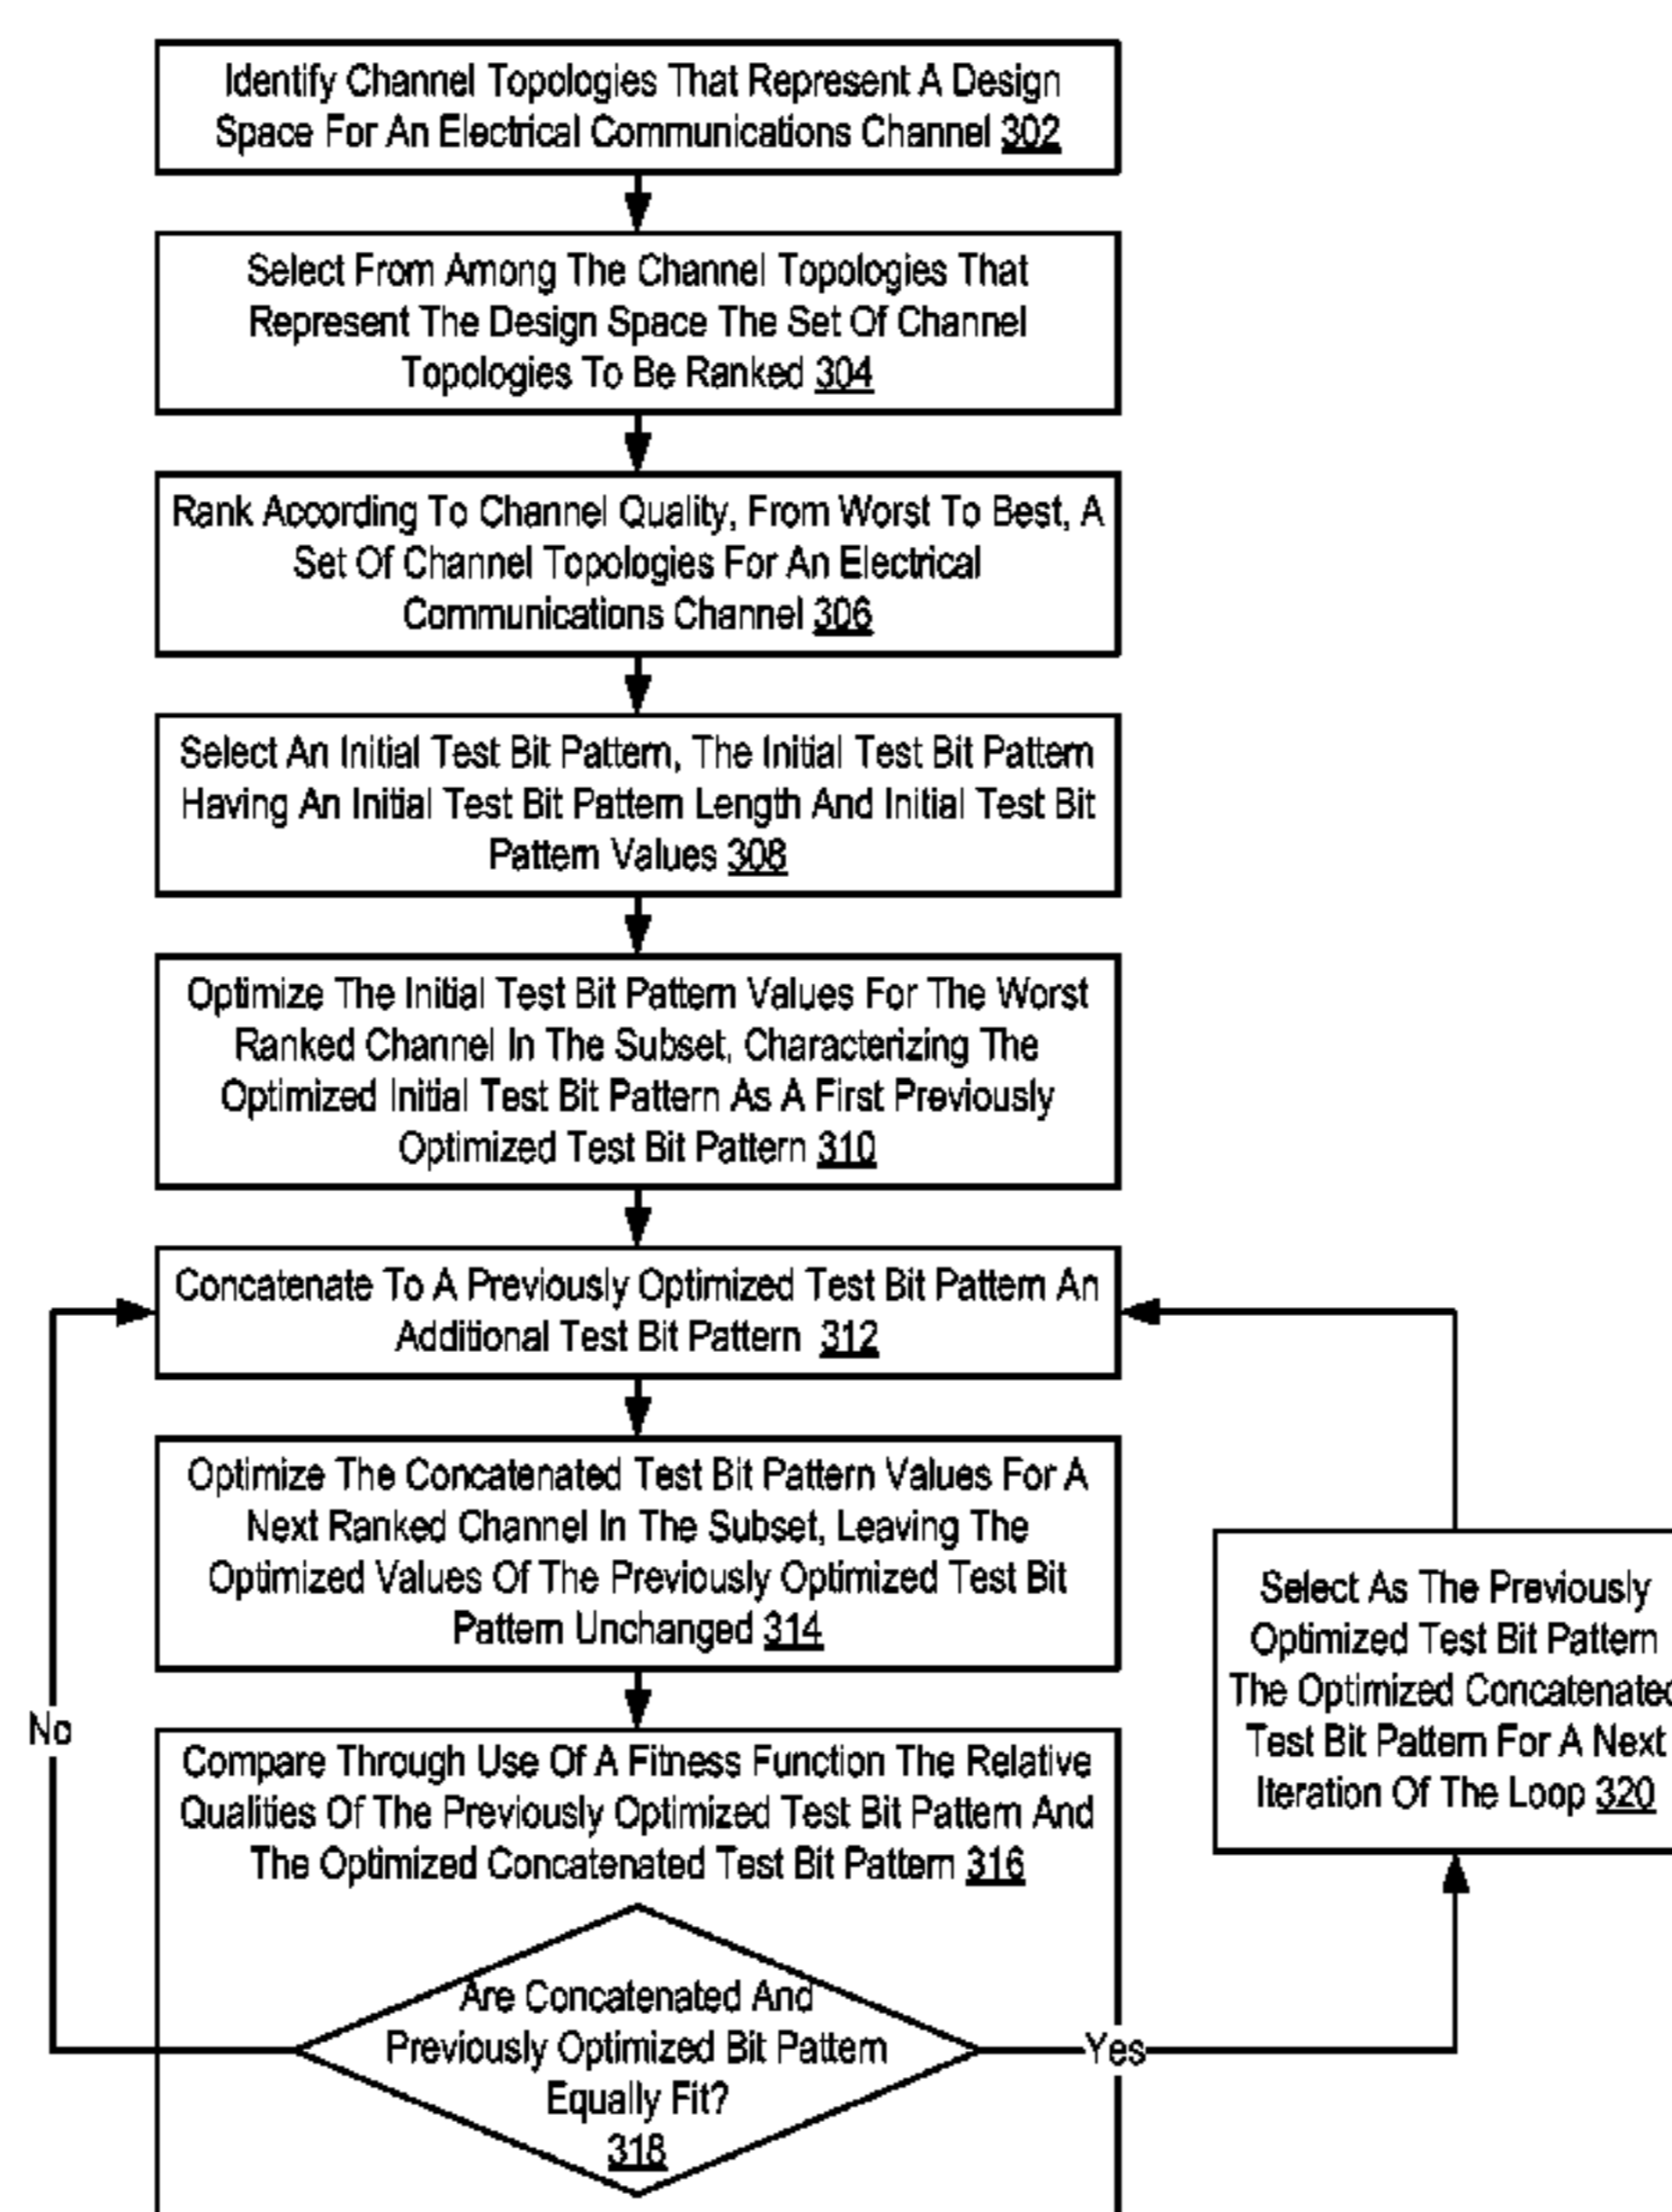 Identify Channel Topologies That Represent A Design
Space For An Electrical Communications Channel 302
Select From Among The Channel Topologies That
Represent The Design Space The Set Of Channel
Topologies To Be Ranked 304
Rank According To Channel Quality, From Worst To Best, A
Set Of Channel Topologies For An Electrical
Communications Channel 306
Select An Initial Test Bit Pattern, The Initial Test Bit Pattern
Having An Initial Test Bit Pattern Length And Initial Test Bit
Pattern Values 308
Optimize The Initial Test Bit Pattern Values For The Worst
Ranked Channel In The Subset, Characterizing The
Optimized Initial Test Bit Pattern As A First Previously
Optimized Test Bit Pattern 310
Concatenate To A Previously Optimized Test Bit Pattern An
Additional Test Bit Pattern 312
Optimize The Concatenated Test Bit Pattern Values For A
Next Ranked Channel In The Subset, Leaving The
Optimized Values Of The Previously Optimized Test Bit
Pattern Unchanged 314
Select As The Previously
Optimized Test Bit Pattern
The Optimized Concatenated
Test Bit Pattern For A Next
Iteration Of The Loop 320
No
Compare Through Use Of A Fitness Function The Relative
Qualities Of The Previously Optimized Test Bit Pattern And
The Optimized Concatenated Test Bit Pattern 316
Are Concatenated And
Previously Optimized Bit Pattern
Equally Fit?
318
Yes